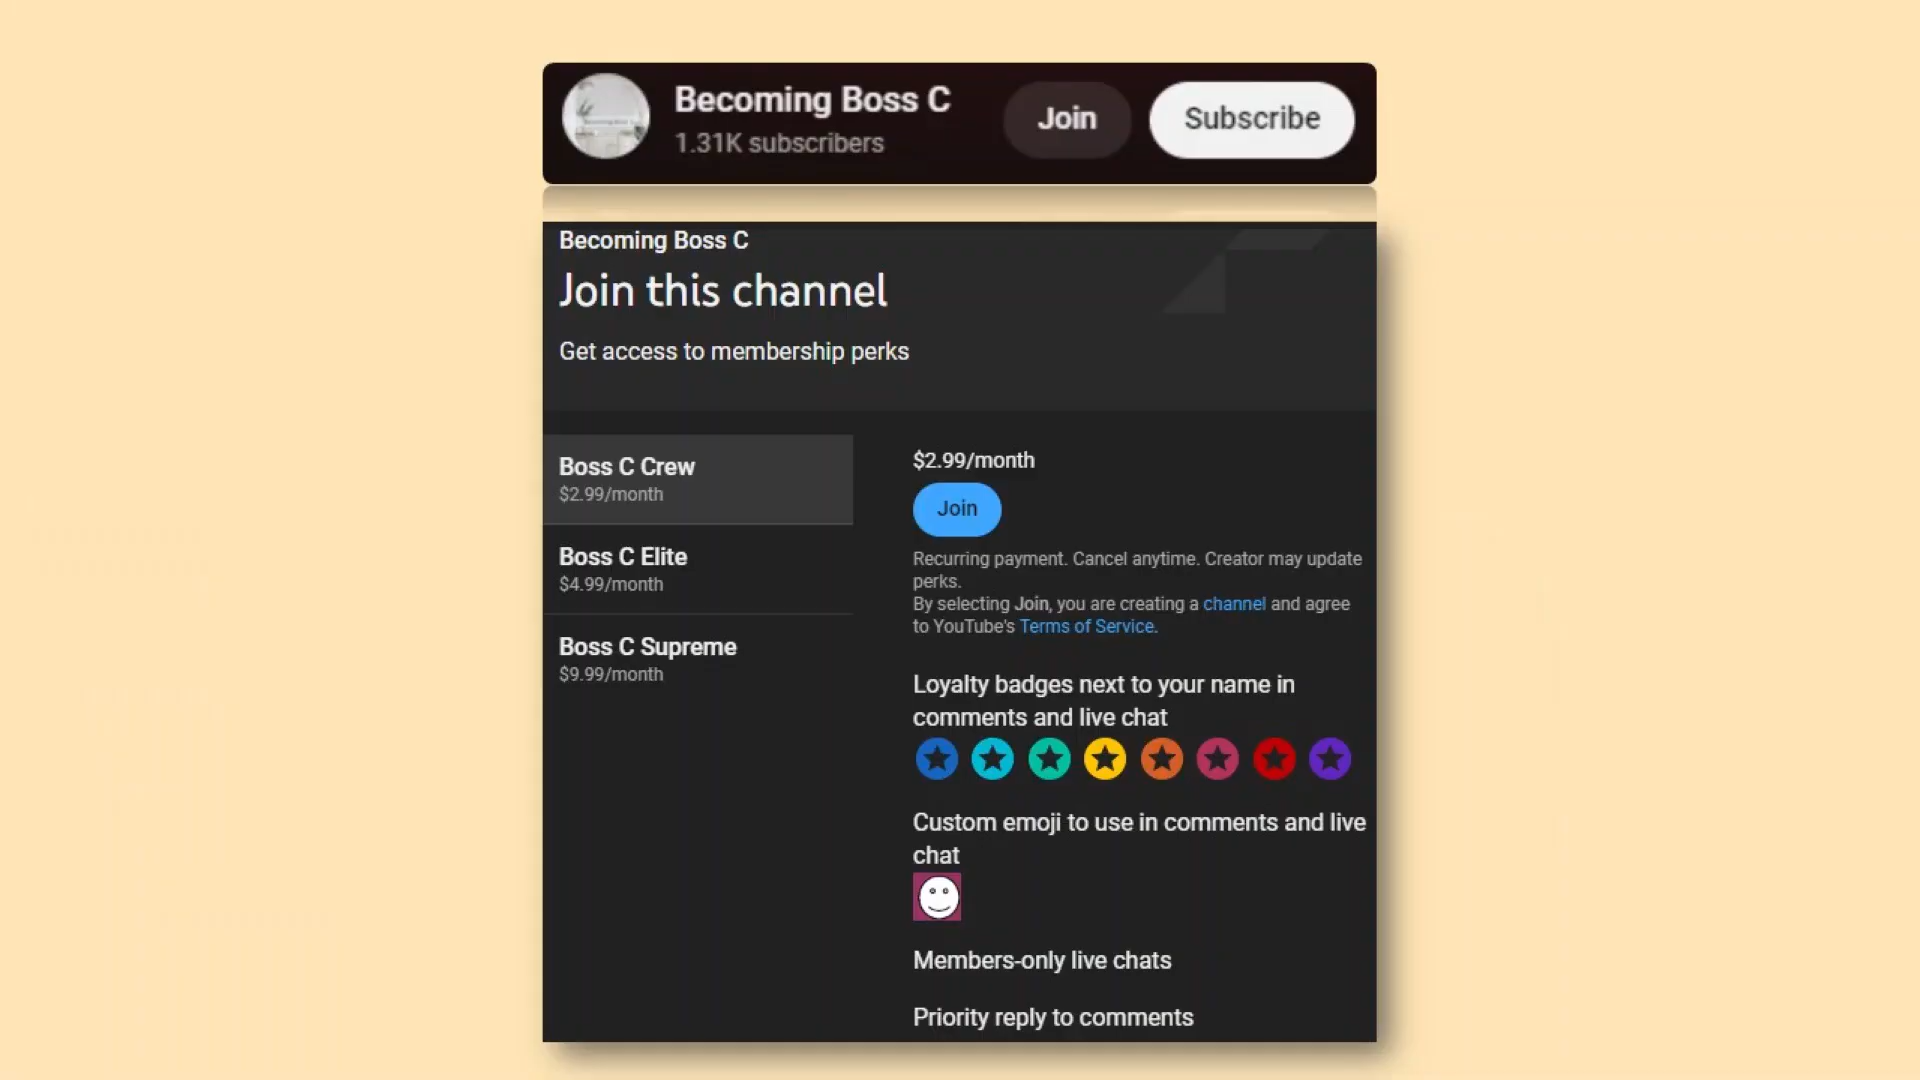 Becoming Boss C
1.31K subscribers
Join
Subscribe
Becoming Boss C
Join this channel
Get access to membership perks
Boss C Crew
$2.99/month
Boss C Elite
$4.99/month
Boss C Supreme
$9.99/month
$2.99/month
Join
Recurring payment. Cancel anytime. Creator may update
perks.
By selecting Join, you are creating a channel and agree
to YouTube's Terms of Service.
Loyalty badges next to your name in
comments and live chat
Custom emoji to use in comments and live
chat
Members-only live chats
Priority reply to comments